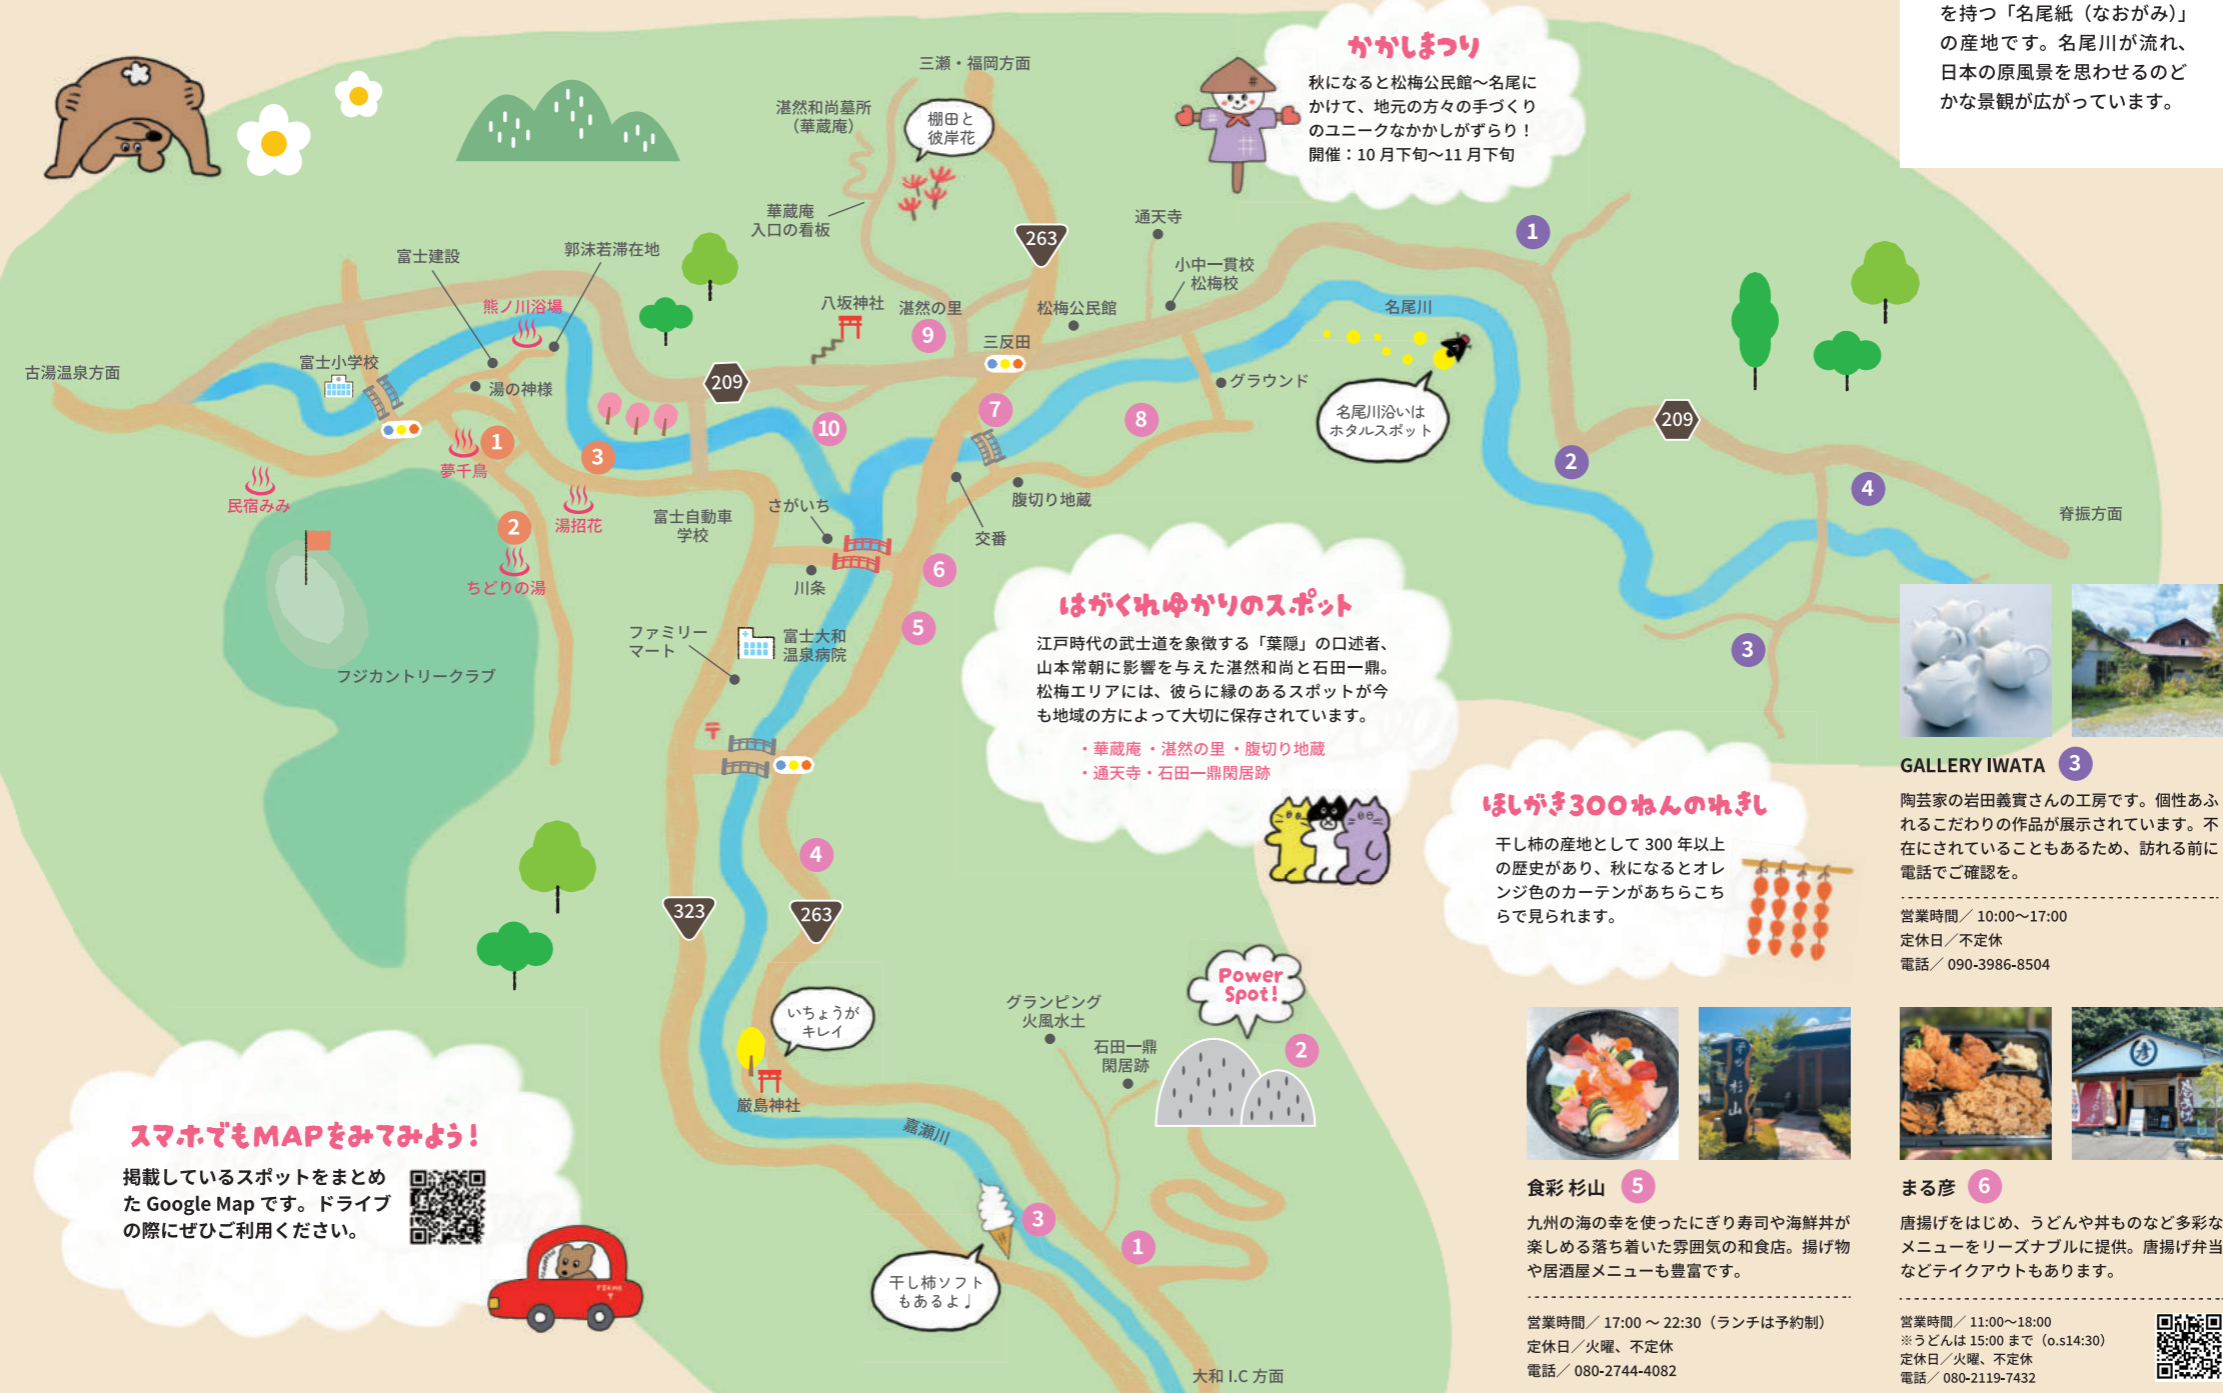 を持つ「名尾紙（なおがみ）」
の産地です。名尾川が流れ、
日本の原風景を思わせるのど
かな景観が広がっています。
かかしまつり
秋になると松梅公民館〜名尾に
かけて、地元の方々の手づくり
のユニークなかかしがずらり！
開催：10月下旬〜11月下旬
三瀬・福岡方面
湛然和尚墓所
（華蔵庵）
棚田と
彼岸花
華蔵庵
入口の看板
263
通天寺
小中一貫校
松梅校
1
富士建設
郭沫若滞在地
熊ノ川浴場
八坂神社
湛然の里
9
松梅公民館
三反田
名尾川
古湯温泉方面
富士小学校
湯の神様
209
グラウンド
名尾川沿いは
ホタルスポット
209
1
夢千鳥
3
10
7
8
2
4
民宿みみ
湯招花
2
ちどりの湯
富士自動車
学校
さがいち
腹切り地蔵
交番
脊振方面
川条
6
5
3
ファミリー
マート
富士大和
温泉病院
フジカントリークラブ
〒
はがくれゆかりのスポット
江戸時代の武士道を象徴する「葉隠」の口述者、
山本常朝に影響を与えた湛然和尚と石田一鼎。
松梅エリアには、彼らに縁のあるスポットが今
も地域の方によって大切に保存されています。
・華蔵庵 ・湛然の里 ・腹切り地蔵
・通天寺・石田一鼎閑居跡
GALLERY IWATA 3
陶芸家の岩田義實さんの工房です。個性あふ
れるこだわりの作品が展示されています。不
在にされていることもあるため、訪れる前に
電話でご確認を。
営業時間／ 10:00〜17:00
定休日／不定休
電話／ 090-3986-8504
ほしがき300ねんのれきし
干し柿の産地として 300 年以上
の歴史があり、秋になるとオレ
ンジ色のカーテンがあちらこち
らで見られます。
4
323
263
いちょうが
キレイ
厳島神社
グランピング
火風水土
石田一鼎
閑居跡
Power
Spot!
2
嘉瀬川
3
1
干し柿ソフト
もあるよ♩
大和 I.C 方面
スマホでもMAPをみてみよう!
掲載しているスポットをまとめ
た Google Map です。ドライブ
の際にぜひご利用ください。
食彩 杉山 5
九州の海の幸を使ったにぎり寿司や海鮮丼が
楽しめる落ち着いた雰囲気の和食店。揚げ物
や居酒屋メニューも豊富です。
営業時間／ 17:00 〜 22:30（ランチは予約制）
定休日／火曜、不定休
電話／ 080-2744-4082
まる彦 6
唐揚げをはじめ、うどんや丼ものなど多彩な
メニューをリーズナブルに提供。唐揚げ弁当
などテイクアウトもあります。
営業時間／ 11:00〜18:00
※うどんは 15:00 まで（o.s14:30）
定休日／火曜、不定休
電話／ 080-2119-7432